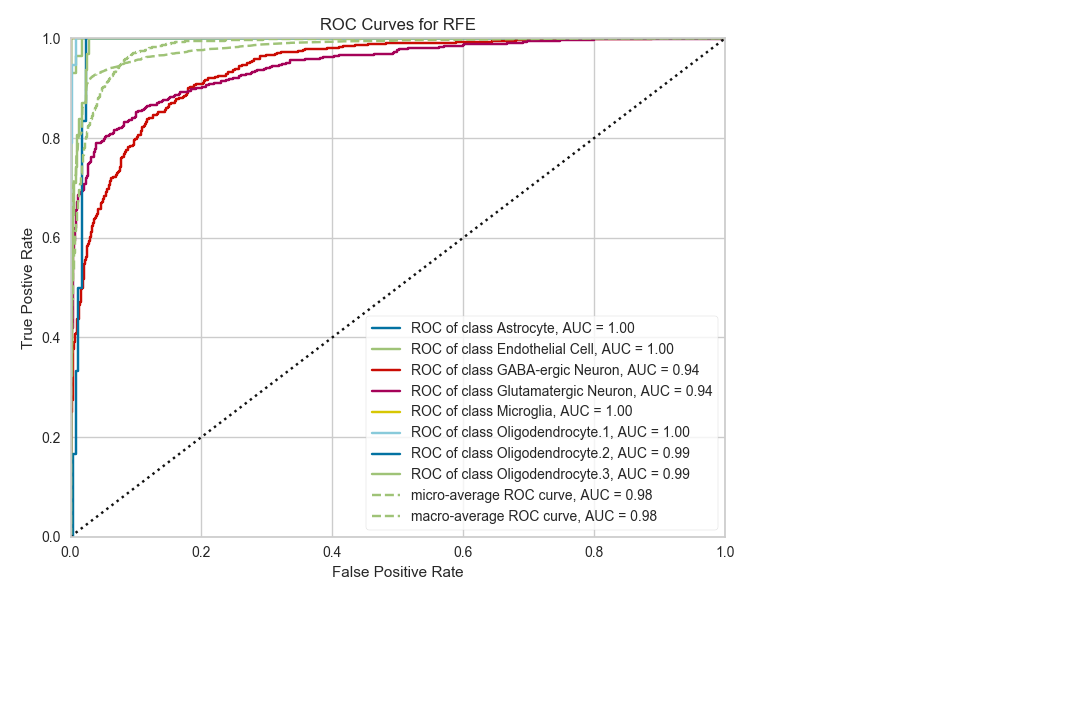 ROC Curves for RFE
1.0
0.8
0.6
0.4
0.2
0.0
True Postive Rate
ROC of class Astrocyte, AUC = 1.00
ROC of class Endothelial Cell, AUC = 1.00
ROC of class GABA-ergic Neuron, AUC = 0.94
ROC of class Glutamatergic Neuron, AUC = 0.94
ROC of class Microglia, AUC = 1.00
ROC of class Oligodendrocyte.1, AUC = 1.00
ROC of class Oligodendrocyte.2, AUC = 0.99
ROC of class Oligodendrocyte.3, AUC = 0.99
micro-average ROC curve, AUC = 0.98
macro-average ROC curve, AUC = 0.98
0.0 0.2 0.4 0.6 0.8 1.0
False Positive Rate